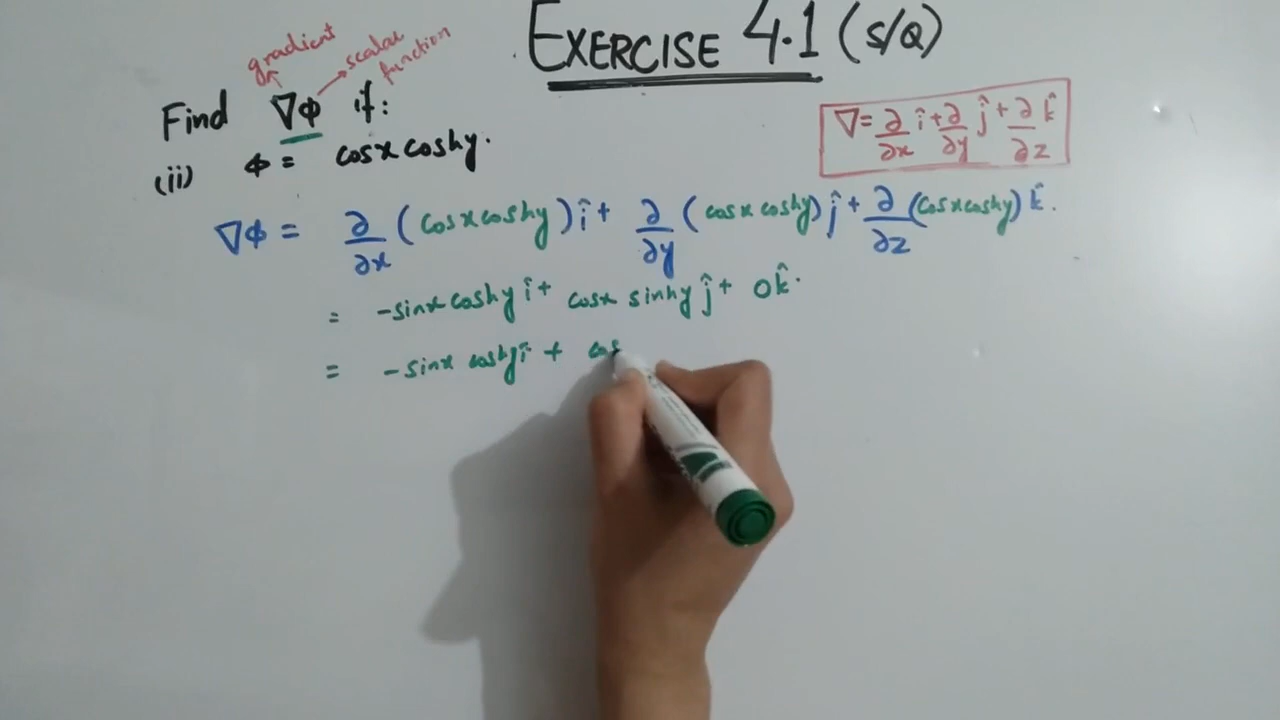 EXERCISE 4.1 (S/Q)
gradient scalar function
Find ∇Φ if:
∇ = ∂/∂x î + ∂/∂y ĵ + ∂/∂z k̂
(ii) Φ = cosx coshy.
∇Φ = ∂/∂x (cosx coshy) î + ∂/∂y (cosx coshy) ĵ + ∂/∂z (cosx coshy) k̂.
= -sinx coshy î + cosx sinhy ĵ + 0k̂.
= -sinx coshy î + cos